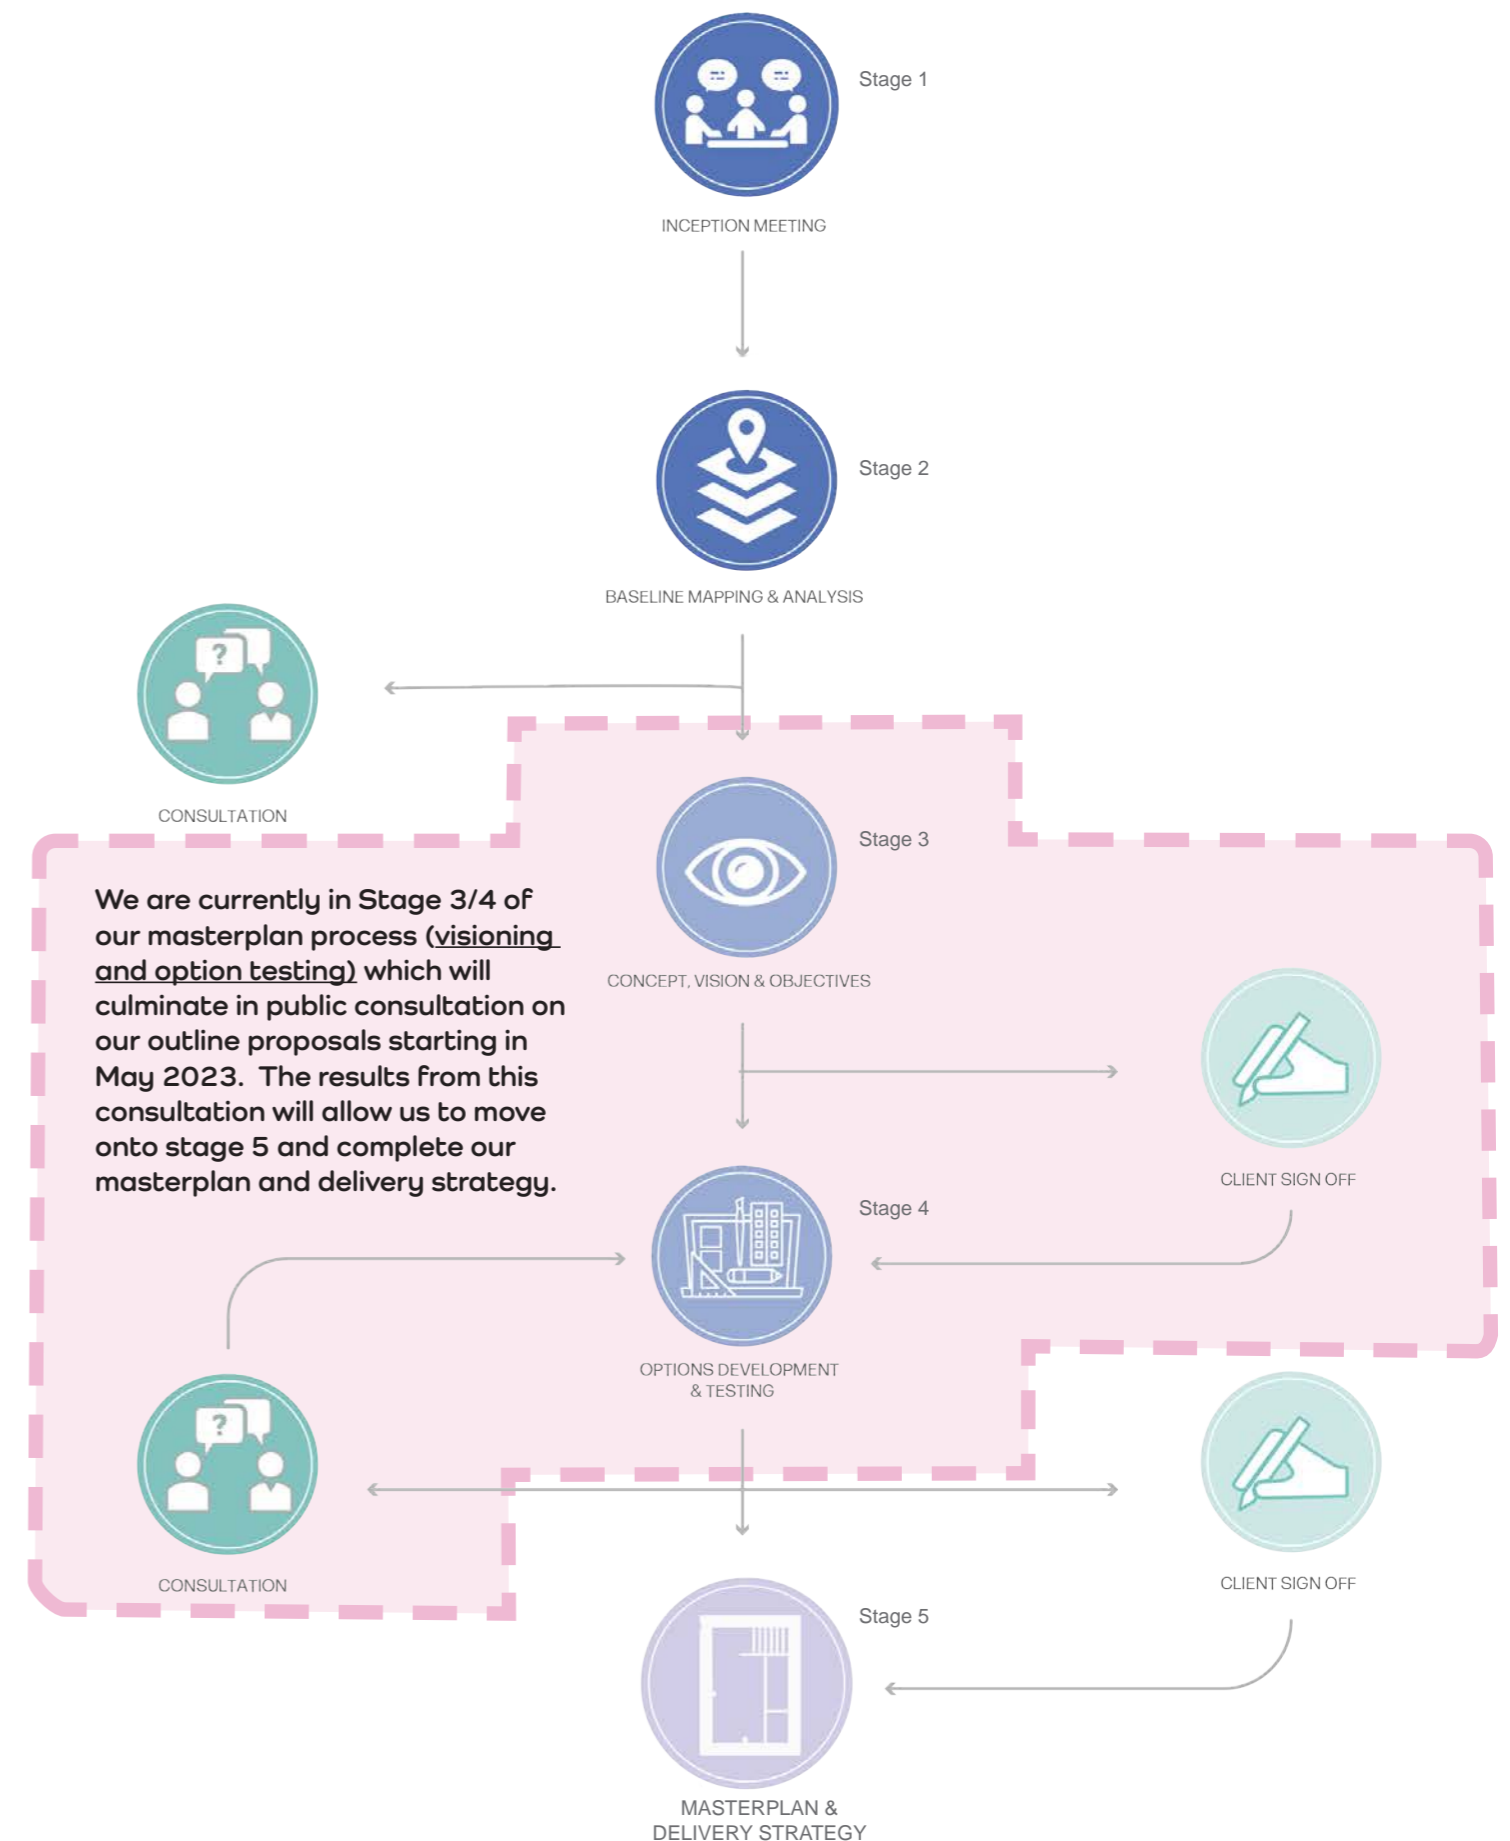 Stage 1
INCEPTION MEETING
Stage 2
BASELINE MAPPING & ANALYSIS
?
CONSULTATION
Stage 3
We are currently in Stage 3/4 of
our masterplan process (visioning
and option testing) which will
culminate in public consultation on
our outline proposals starting in
May 2023.  The results from this
consultation will allow us to move
onto stage 5 and complete our
masterplan and delivery strategy.
CONCEPT, VISION & OBJECTIVES
CLIENT SIGN OFF
Stage 4
OPTIONS DEVELOPMENT
& TESTING
?
CONSULTATION
CLIENT SIGN OFF
Stage 5
MASTERPLAN &
DELIVERY STRATEGY